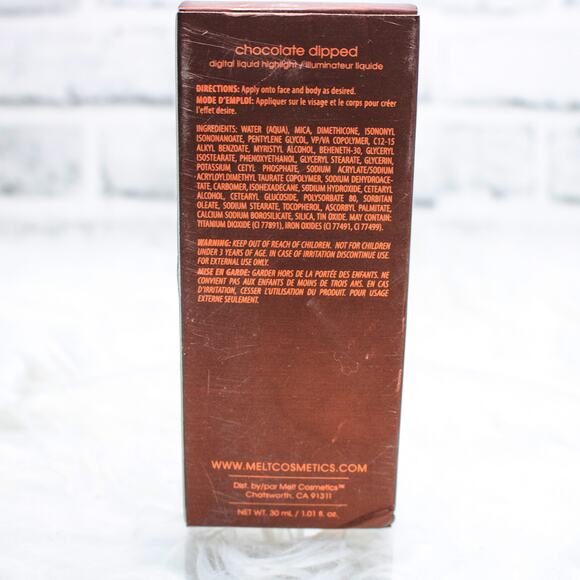 chocolate dipped
digital liquid highlight / illuminateur liquide
DIRECTIONS: Apply onto face and body as desired.
MODE D'EMPLOI: Appliquer sur le visage et le corps pour créer
l'effet desire.
INGREDIENTS: WATER (AQUA), MICA, DIMETHICONE, ISONONYL
ISONONANOATE, PENTYLENE GLYCOL, VP/VA COPOLYMER, C12-15
ALKYL BENZOATE, MYRISTYL ALCOHOL, BEHENETH-30, GLYCERYL
ISOSTEARATE, PHENOXYETHANOL, GLYCERYL STEARATE, GLYCERIN,
POTASSIUM CETYL PHOSPHATE, SODIUM ACRYLATE/SODIUM
ACRYLOYLDIMETHYL TAURATE COPOLYMER, SODIUM DEHYDROACE-
TATE, CARBOMER, ISOHEXADECANE, SODIUM HYDROXIDE, CETEARYL
ALCOHOL, CETEARYL GLUCOSIDE, POLYSORBATE 80, SORBITAN
OLEATE, SODIUM STEARATE, TOCOPHEROL, ASCORBYL PALMITATE,
CALCIUM SODIUM BOROSILICATE, SILICA, TIN OXIDE. MAY CONTAIN:
TITANIUM DIOXIDE (CI 77891), IRON OXIDES (CI 77491, CI 77499).
WARNING: KEEP OUT OF REACH OF CHILDREN. NOT FOR CHILDREN
UNDER 3 YEARS OF AGE. IN CASE OF IRRITATION DISCONTINUE USE.
FOR EXTERNAL USE ONLY.
MISE EN GARDE: GARDER HORS DE LA PORTÉE DES ENFANTS. NE
CONVIENT PAS AUX ENFANTS DE MOINS DE TROIS ANS. EN CAS
D'IRRITATION, CESSER L'UTILISATION DU PRODUIT. POUR USAGE
EXTERNE SEULEMENT.
WWW.MELTCOSMETICS.COM
Dist. by/par Melt Cosmetics™
Chatsworth, CA 91311
NET WT. 30 mL / 1.01 fl. oz.